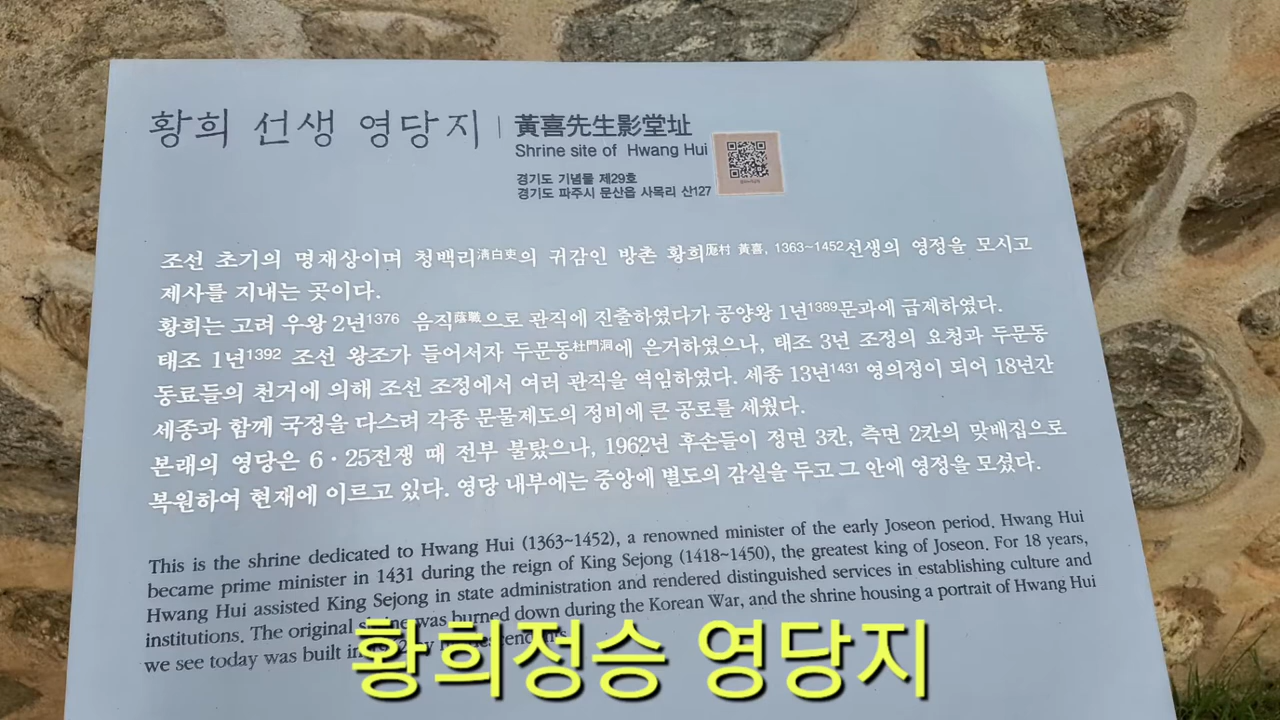 황희 선생 영당지
黃喜先生影堂址
Shrine site of Hwang Hui
경기도 기념물 제29호
경기도 파주시 문산읍 사목리 산127
조선 초기의 명재상이며 청백리淸白吏의 귀감인 방촌 황희厖村 黃喜, 1363~1452선생의 영정을 모시고
제사를 지내는 곳이다.
황희는 고려 우왕 2년1376 음직蔭職으로 관직에 진출하였다가 공양왕 1년1389문과에 급제하였다.
태조 1년1392 조선 왕조가 들어서자 두문동杜門洞에 은거하였으나, 태조 3년 조정의 요청과 두문동
동료들의 천거에 의해 조선 조정에서 여러 관직을 역임하였다. 세종 13년1431 영의정이 되어 18년간
세종과 함께 국정을 다스려 각종 문물제도의 정비에 큰 공로를 세웠다.
본래의 영당은 6·25전쟁 때 전부 불탔으나, 1962년 후손들이 정면 3칸, 측면 2칸의 맞배집으로
복원하여 현재에 이르고 있다. 영당 내부에는 중앙에 별도의 감실을 두고 그 안에 영정을 모셨다.
This is the shrine dedicated to Hwang Hui (1363~1452), a renowned minister of the early Joseon period. Hwang Hui
became prime minister in 1431 during the reign of King Sejong (1418~1450), the greatest king of Joseon. For 18 years,
Hwang Hui assisted King Sejong in state administration and rendered distinguished services in establishing culture and
institutions. The original was burned down during the Korean War, and the shrine housing a portrait of Hwang Hui
we see today was built in
황희정승 영당지